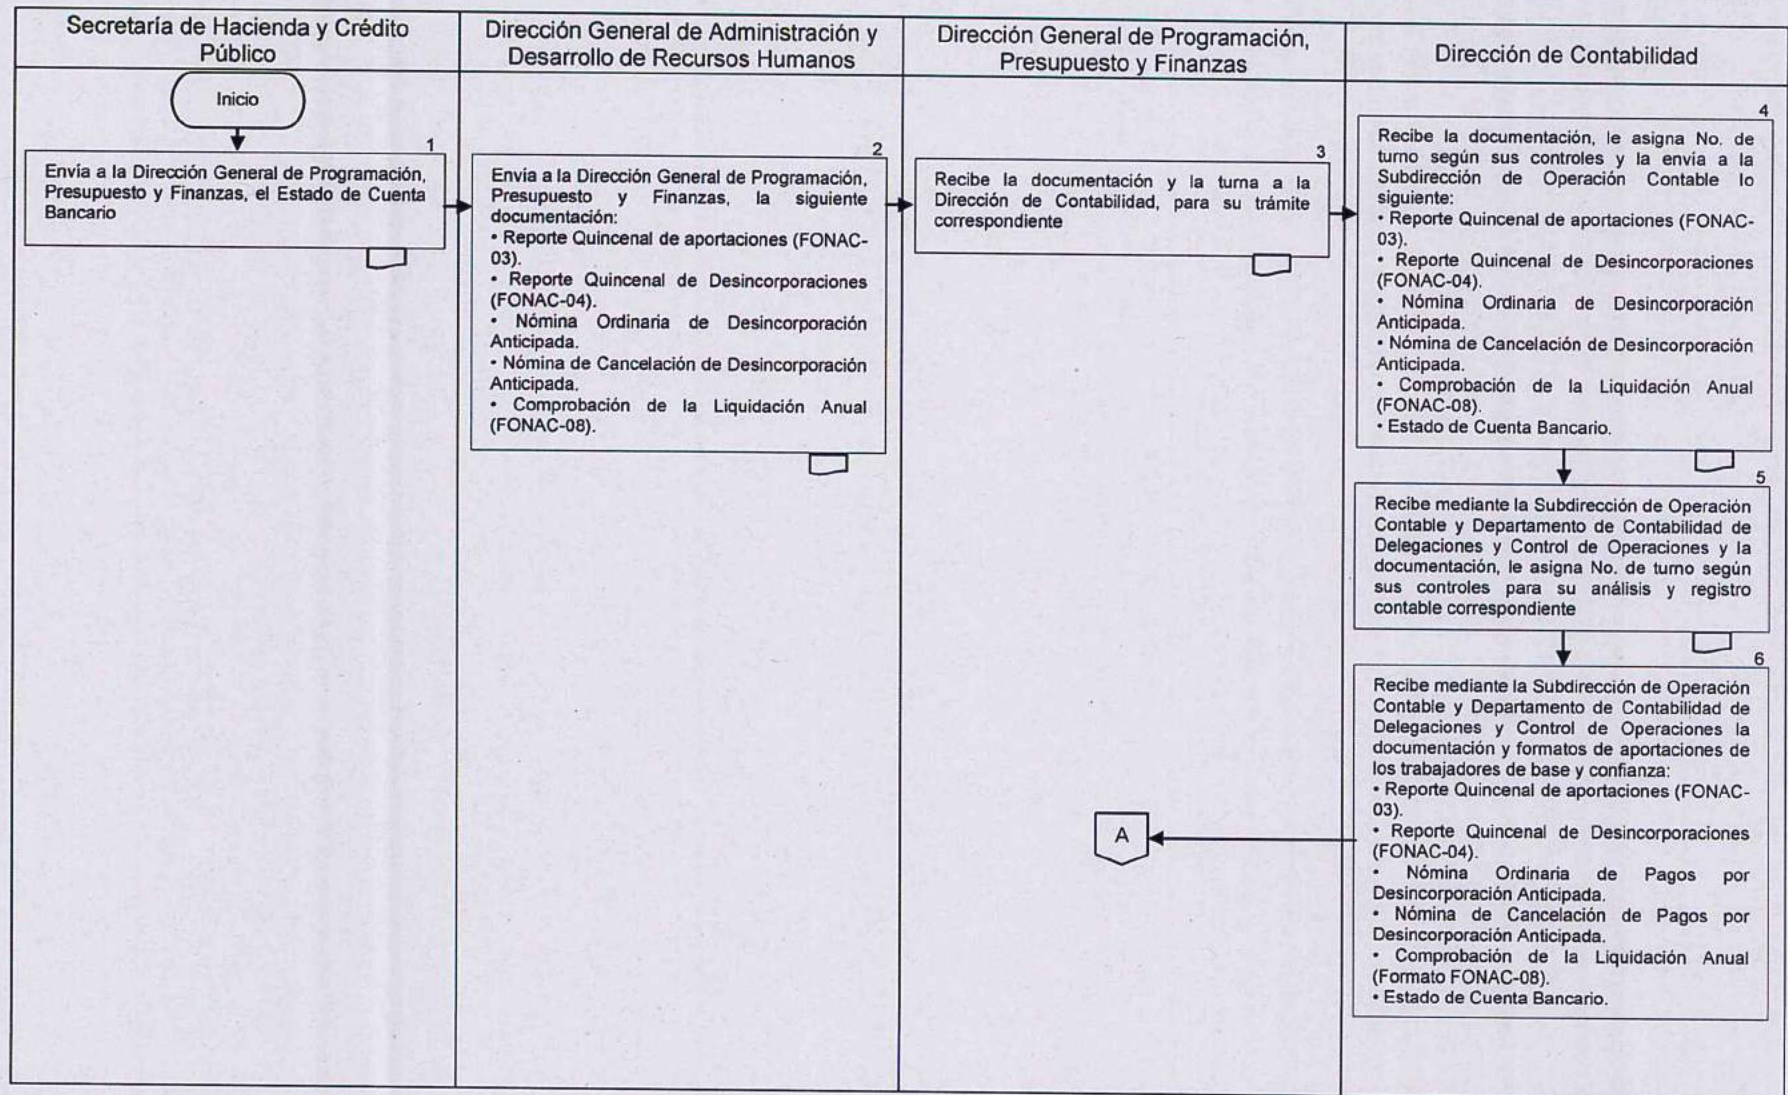 Secretaría de Hacienda y Crédito
Público
Dirección General de Administración y
Desarrollo de Recursos Humanos
Dirección General de Programación,
Presupuesto y Finanzas
Dirección de Contabilidad
Inicio
1
Envía a la Dirección General de Programación,
Presupuesto y Finanzas, el Estado de Cuenta
Bancario
2
Envía a la Dirección General de Programación,
Presupuesto y Finanzas, la siguiente
documentación:
• Reporte Quincenal de aportaciones (FONAC-
03).
• Reporte Quincenal de Desincorporaciones
(FONAC-04).
• Nómina Ordinaria de Desincorporación
Anticipada.
• Nómina de Cancelación de Desincorporación
Anticipada.
• Comprobación de la Liquidación Anual
(FONAC-08).
3
Recibe la documentación y la turna a la
Dirección de Contabilidad, para su trámite
correspondiente
4
Recibe la documentación, le asigna No. de
turno según sus controles y la envía a la
Subdirección de Operación Contable lo
siguiente:
• Reporte Quincenal de aportaciones (FONAC-
03).
• Reporte Quincenal de Desincorporaciones
(FONAC-04).
• Nómina Ordinaria de Desincorporación
Anticipada.
• Nómina de Cancelación de Desincorporación
Anticipada.
• Comprobación de la Liquidación Anual
(FONAC-08).
• Estado de Cuenta Bancario.
5
Recibe mediante la Subdirección de Operación
Contable y Departamento de Contabilidad de
Delegaciones y Control de Operaciones y la
documentación, le asigna No. de turno según
sus controles para su análisis y registro
contable correspondiente
6
Recibe mediante la Subdirección de Operación
Contable y Departamento de Contabilidad de
Delegaciones y Control de Operaciones la
documentación y formatos de aportaciones de
los trabajadores de base y confianza:
• Reporte Quincenal de aportaciones (FONAC-
03).
• Reporte Quincenal de Desincorporaciones
(FONAC-04).
• Nómina Ordinaria de Pagos por
Desincorporación Anticipada.
• Nómina de Cancelación de Pagos por
Desincorporación Anticipada.
• Comprobación de la Liquidación Anual
(Formato FONAC-08).
• Estado de Cuenta Bancario.
A